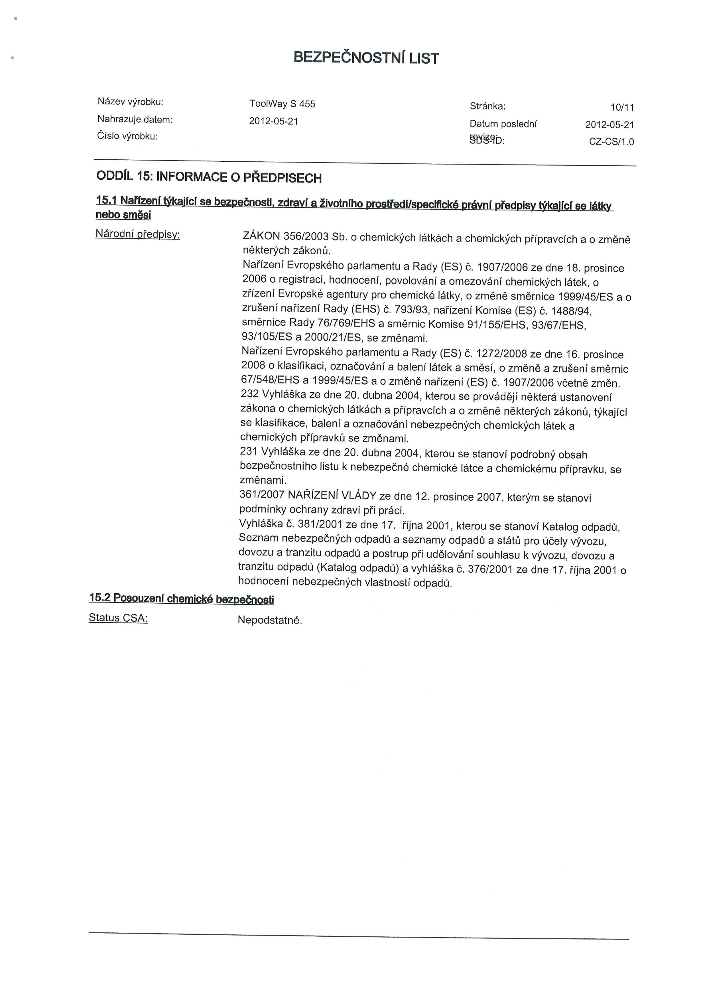 BEZPEČNOSTNÍ LIST
Název výrobku: ToolWay S 455 Stránka: 10/11
Nahrazuje datem: 2012-05-21 Datum poslední revize: 2012-05-21
Číslo výrobku: SDS-ID: CZ-CS/1.0
ODDÍL 15: INFORMACE O PŘEDPISECH
15.1 Nařízení týkající se bezpečnosti, zdraví a životního prostředí/specifické právní předpisy týkající se látky
nebo směsi
Národní předpisy: ZÁKON 356/2003 Sb. o chemických látkách a chemických přípravcích a o změně
některých zákonů.
Nařízení Evropského parlamentu a Rady (ES) č. 1907/2006 ze dne 18. prosince
2006 o registraci, hodnocení, povolování a omezování chemických látek, o
zřízení Evropské agentury pro chemické látky, o změně směrnice 1999/45/ES a o
zrušení nařízení Rady (EHS) č. 793/93, nařízení Komise (ES) č. 1488/94,
směrnice Rady 76/769/EHS a směrnic Komise 91/155/EHS, 93/67/EHS,
93/105/ES a 2000/21/ES, se změnami.
Nařízení Evropského parlamentu a Rady (ES) č. 1272/2008 ze dne 16. prosince
2008 o klasifikaci, označování a balení látek a směsí, o změně a zrušení směrnic
67/548/EHS a 1999/45/ES a o změně nařízení (ES) č. 1907/2006 včetně změn.
232 Vyhláška ze dne 20. dubna 2004, kterou se provádějí některá ustanovení
zákona o chemických látkách a přípravcích a o změně některých zákonů, týkající
se klasifikace, balení a označování nebezpečných chemických látek a
chemických přípravků se změnami.
231 Vyhláška ze dne 20. dubna 2004, kterou se stanoví podrobný obsah
bezpečnostního listu k nebezpečné chemické látce a chemickému přípravku, se
změnami.
361/2007 NAŘÍZENÍ VLÁDY ze dne 12. prosince 2007, kterým se stanoví
podmínky ochrany zdraví při práci.
Vyhláška č. 381/2001 ze dne 17. října 2001, kterou se stanoví Katalog odpadů,
Seznam nebezpečných odpadů a seznamy odpadů a států pro účely vývozu,
dovozu a tranzitu odpadů a postup při udělování souhlasu k vývozu, dovozu a
tranzitu odpadů (Katalog odpadů) a vyhláška č. 376/2001 ze dne 17. října 2001 o
hodnocení nebezpečných vlastností odpadů.
15.2 Posouzení chemické bezpečnosti
Status CSA: Nepodstatné.